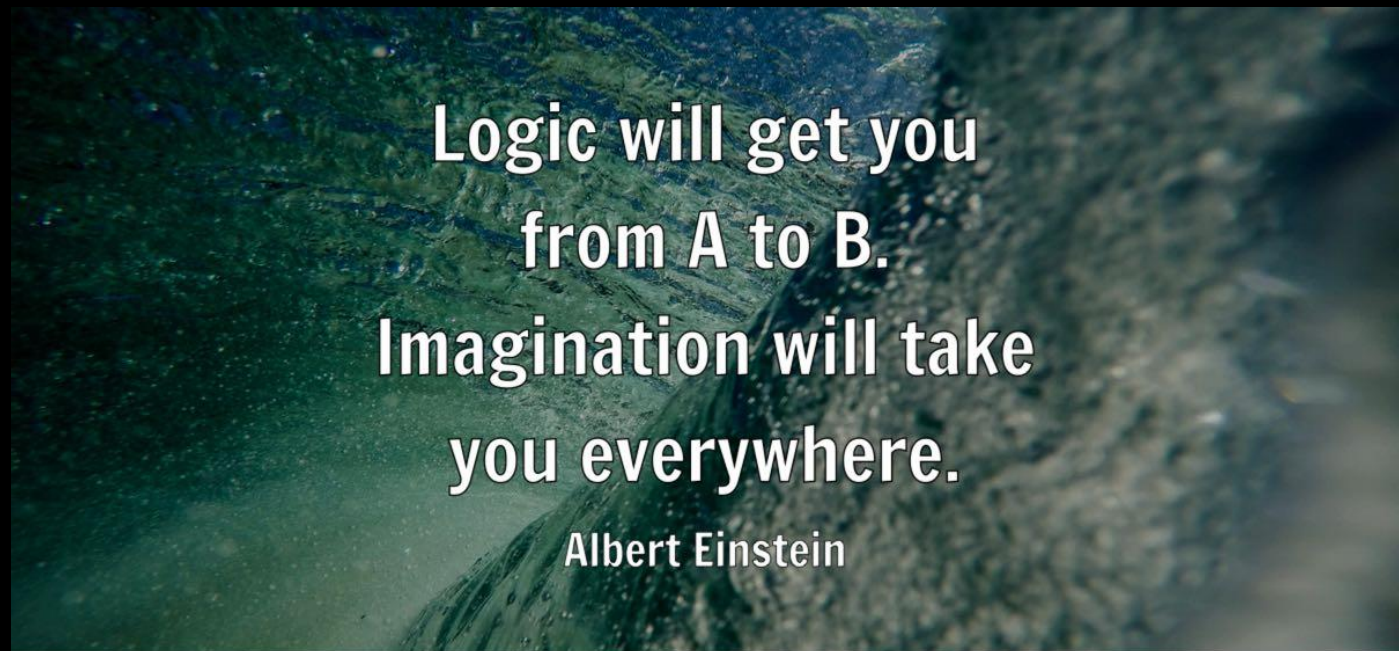 Logic will get you
from A to B.
Imagination will take
you everywhere.
Albert Einstein